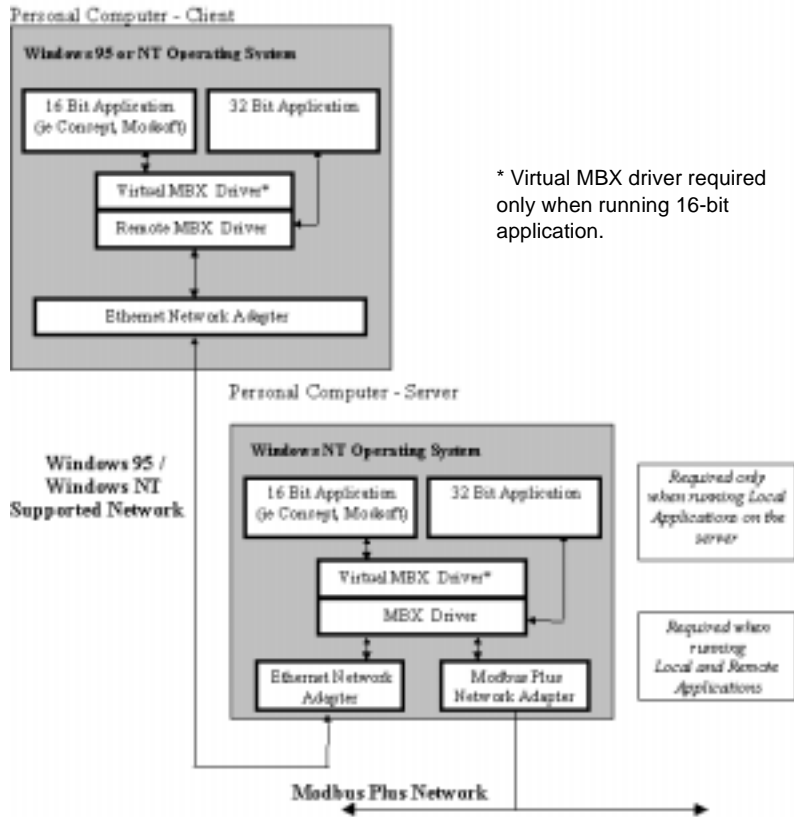 Personal Computer - Client
Windows 95 or NT Operating System
16 Bit Application
(ie Concept, Modsoft)
32 Bit Application
Virtual MBX Driver*
Remote MBX Driver
Ethernet Network Adapter
* Virtual MBX driver required
only when running 16-bit
application.
Personal Computer - Server
Windows NT Operating System
16 Bit Application
(ie Concept, Modsoft)
32 Bit Application
Virtual MBX Driver*
MBX Driver
Ethernet Network
Adapter
Modbus Plus
Network Adapter
Windows 95 /
Windows NT
Supported Network
Required only
when running Local
Applications on the
server
Required when
running
Local and Remote
Applications
Modbus Plus Network